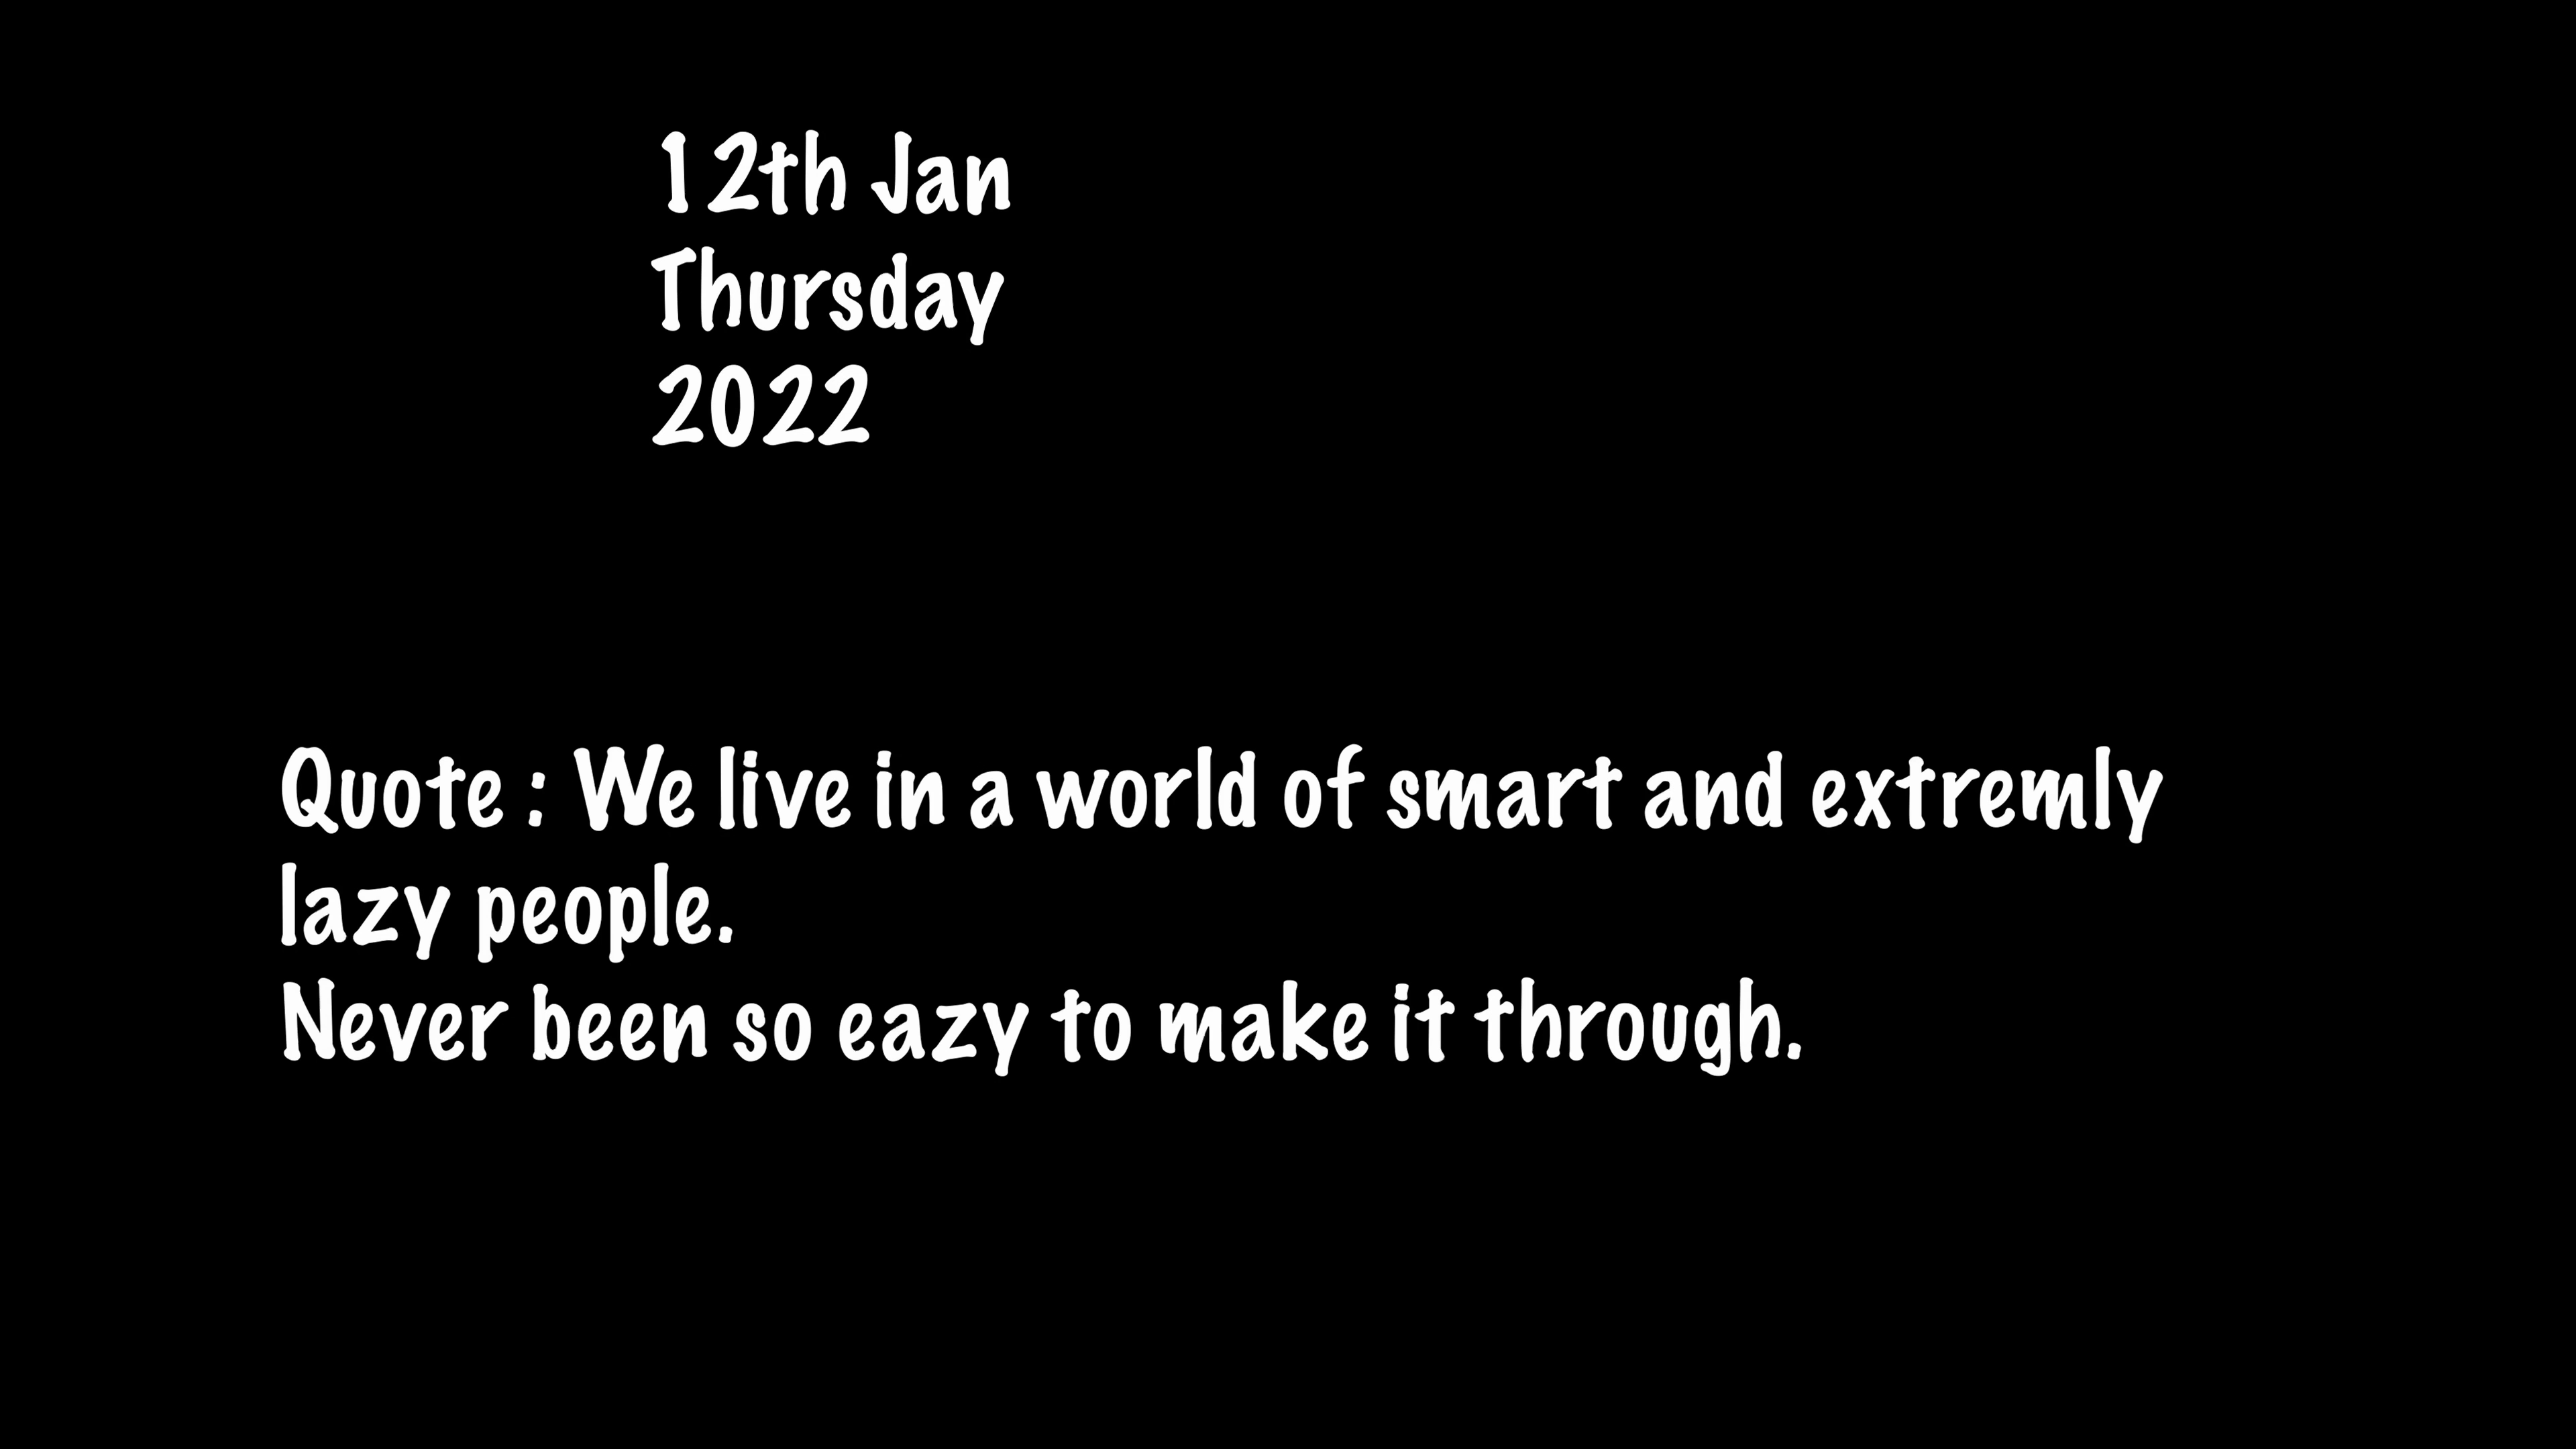 12th Jan
Thursday
2022
Quote : We live in a world of smart and extremly
lazy people.
Never been so eazy to make it through.